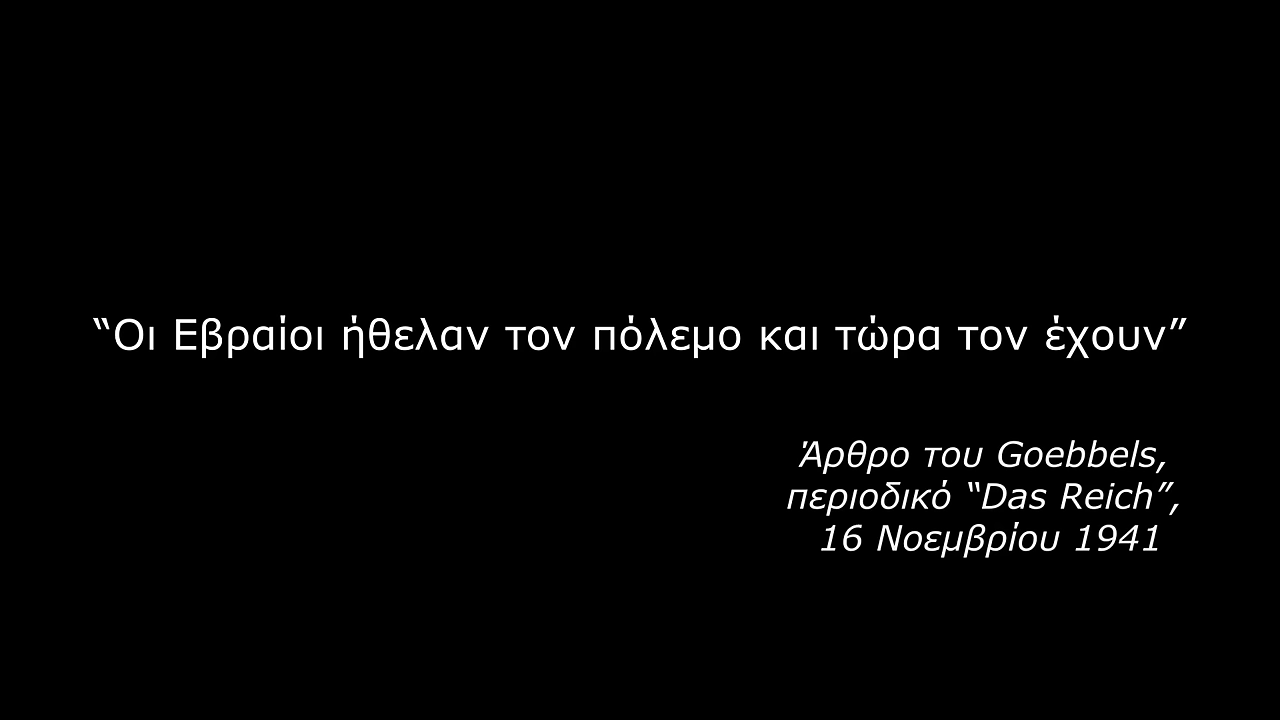 “Οι Εβραίοι ήθελαν τον πόλεμο και τώρα τον έχουν”
Άρθρο του Goebbels,
περιοδικό “Das Reich”,
16 Νοεμβρίου 1941